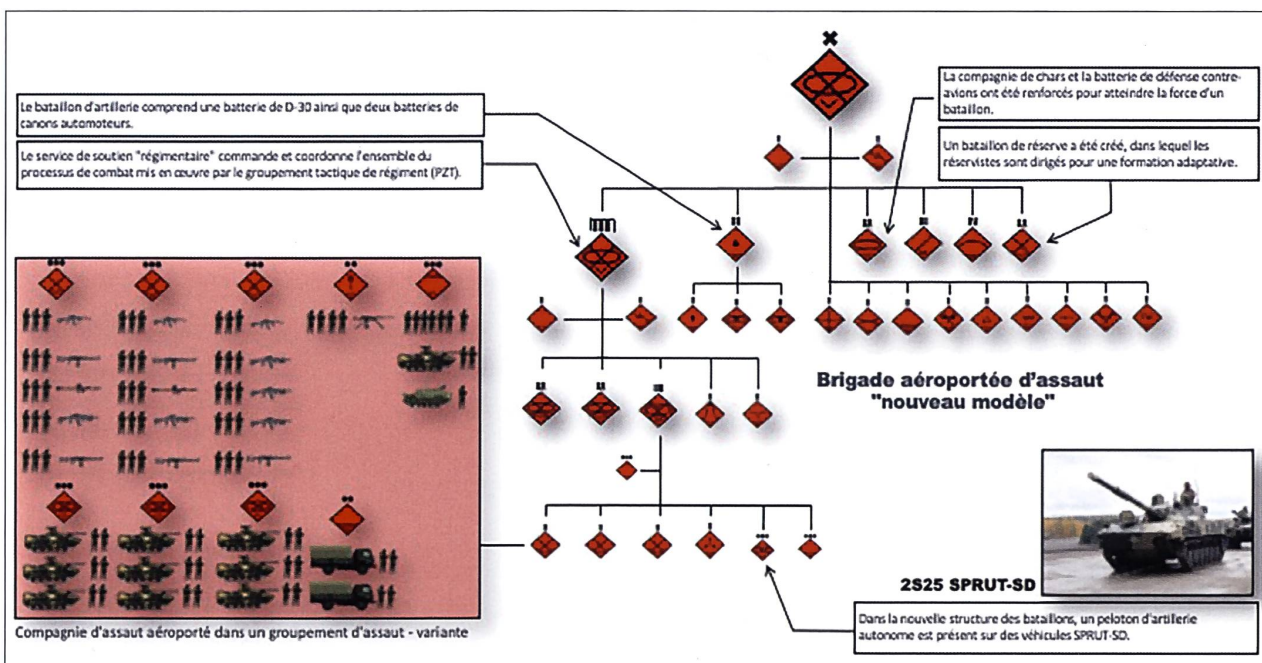 Le bataillon d'artillerie comprend une batterie de D-30 ainsi que deux batteries de
canons automoteurs.
Le service de soutien "régimentaire" commande et coordonne l'ensemble du
processus de combat mis en œuvre par le groupement tactique de régiment (PZT).
La compagnie de chars et la batterie de défense contre-
avions ont été renforcés pour atteindre la force d'un
bataillon.
Un bataillon de réserve a été créé, dans lequel les
réservistes sont dirigés pour une formation adaptative.
Brigade aéroportée d'assaut
"nouveau modèle"
2S25 SPRUT-SD
Dans la nouvelle structure des bataillons, un peloton d'artillerie
autonome est présent sur des véhicules SPRUT-SD.
Compagnie d'assaut aéroporté dans un groupement d'assaut - variante